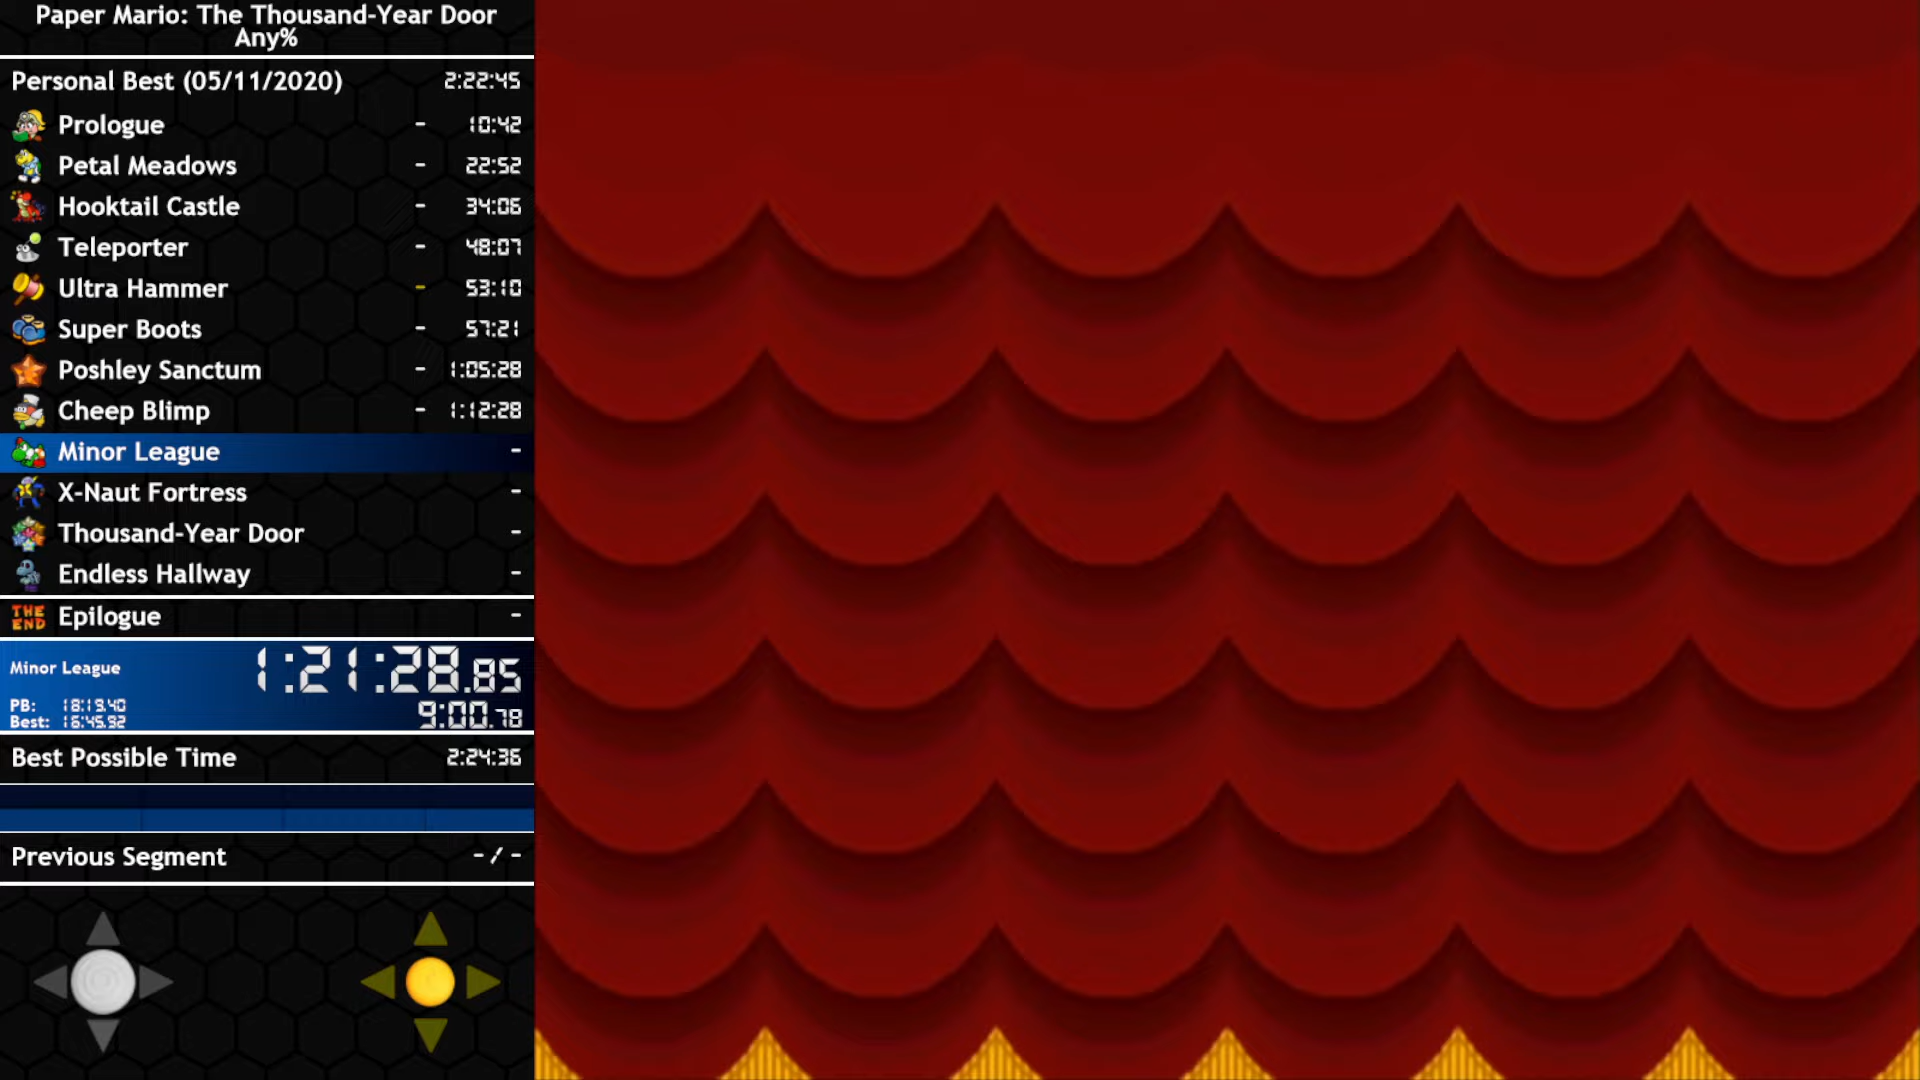 Paper Mario: The Thousand-Year Door
Any%
Personal Best (05/11/2020) 2:22:45
Prologue - 10:42
Petal Meadows - 22:52
Hooktail Castle - 34:06
Teleporter - 48:07
Ultra Hammer - 53:10
Super Boots - 57:21
Poshley Sanctum - 1:05:28
Cheep Blimp - 1:12:28
Minor League -
X-Naut Fortress -
Thousand-Year Door -
Endless Hallway -
THE END Epilogue -
Minor League 1:21:28.85
PB: 18:19.40
Best: 16:45.92
9:00.78
Best Possible Time 2:24:36
Previous Segment - / -